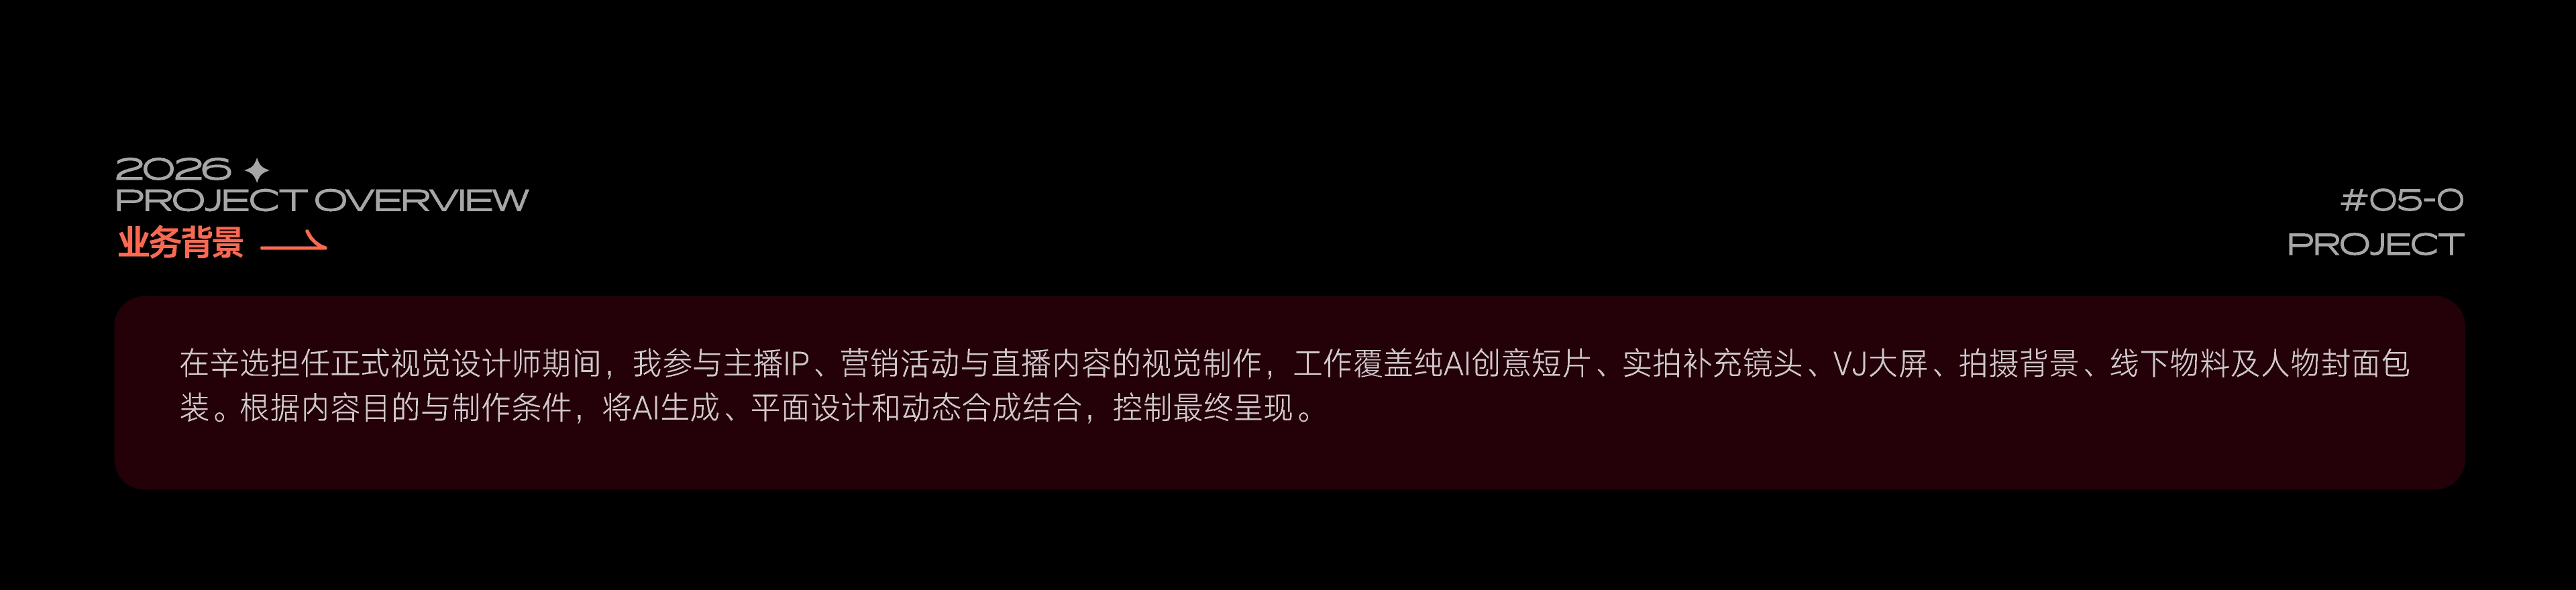 2026
PROJECT OVERVIEW
业务背景
#05-0
PROJECT
在辛选担任正式视觉设计师期间，我参与主播IP、营销活动与直播内容的视觉制作，工作覆盖纯AI创意短片、实拍补充镜头、VJ大屏、拍摄背景、线下物料及人物封面包
装。根据内容目的与制作条件，将AI生成、平面设计和动态合成结合，控制最终呈现。